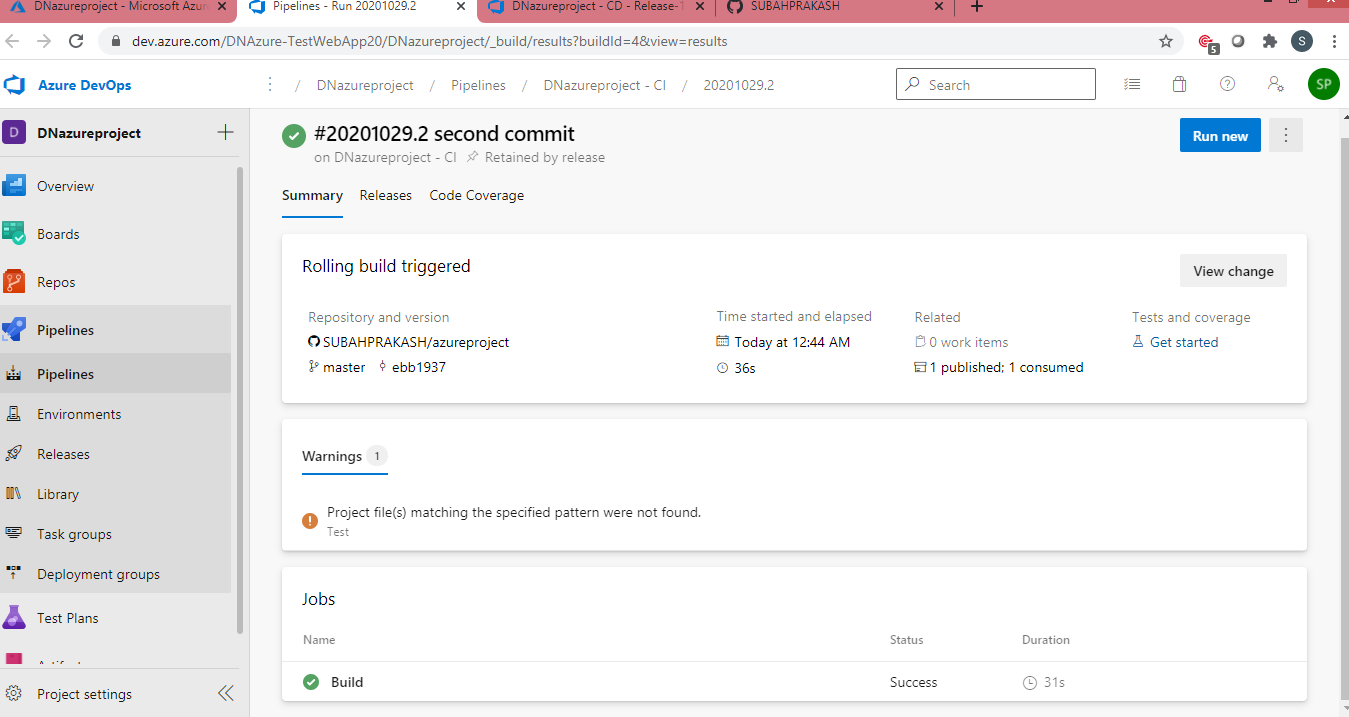 DNazureproject - Microsoft Azur
Pipelines - Run 20201029.2
DNazureproject - CD - Release-1
SUBAHPRAKASH
dev.azure.com/DNAzure-TestWebApp20/DNazureproject/_build/results?buildId=4&view=results
5
S
Azure DevOps
/ DNazureproject / Pipelines / DNazureproject - CI / 20201029.2
Search
SP
D DNazureproject
Overview
Boards
Repos
Pipelines
Pipelines
Environments
Releases
Library
Task groups
Deployment groups
Test Plans
Project settings
#20201029.2 second commit
on DNazureproject - CI Retained by release
Run new
Summary Releases Code Coverage
Rolling build triggered
View change
Repository and version
SUBAHPRAKASH/azureproject
master ebb1937
Time started and elapsed
Today at 12:44 AM
36s
Related
0 work items
1 published; 1 consumed
Tests and coverage
Get started
Warnings 1
Project file(s) matching the specified pattern were not found.
Test
Jobs
Name Status Duration
Build Success 31s